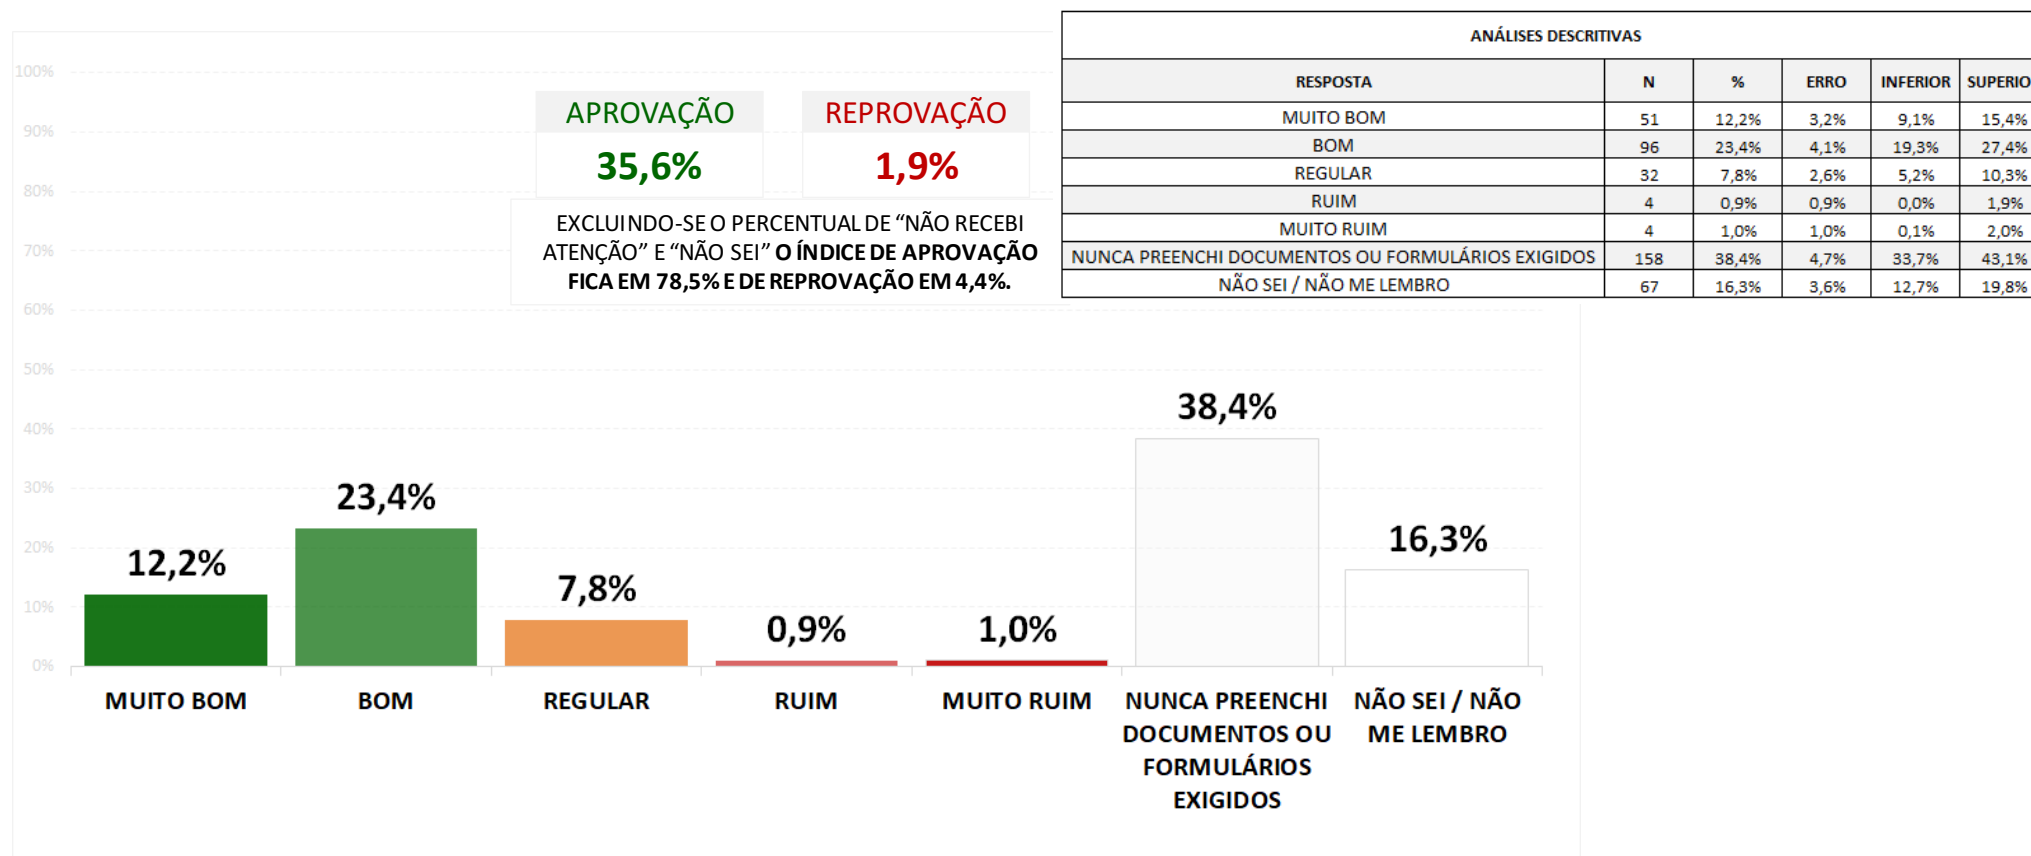 ANÁLISES DESCRITIVAS
RESPOSTA N % ERRO INFERIOR SUPERIO
MUITO BOM 51 12,2% 3,2% 9,1% 15,4%
BOM 96 23,4% 4,1% 19,3% 27,4%
REGULAR 32 7,8% 2,6% 5,2% 10,3%
RUIM 4 0,9% 0,9% 0,0% 1,9%
MUITO RUIM 4 1,0% 1,0% 0,1% 2,0%
NUNCA PREENCHI DOCUMENTOS OU FORMULÁRIOS EXIGIDOS 158 38,4% 4,7% 33,7% 43,1%
NÃO SEI / NÃO ME LEMBRO 67 16,3% 3,6% 12,7% 19,8%
APROVAÇÃO REPROVAÇÃO
35,6% 1,9%
EXCLUINDO-SE O PERCENTUAL DE “NÃO RECEBI
ATENÇÃO” E “NÃO SEI” O ÍNDICE DE APROVAÇÃO
FICA EM 78,5% E DE REPROVAÇÃO EM 4,4%.
100%
90%
80%
70%
60%
50%
40%
30%
20%
10%
0%
12,2%
23,4%
7,8%
0,9%
1,0%
38,4%
16,3%
MUITO BOM
BOM
REGULAR
RUIM
MUITO RUIM
NUNCA PREENCHI
DOCUMENTOS OU
FORMULÁRIOS
EXIGIDOS
NÃO SEI / NÃO
ME LEMBRO